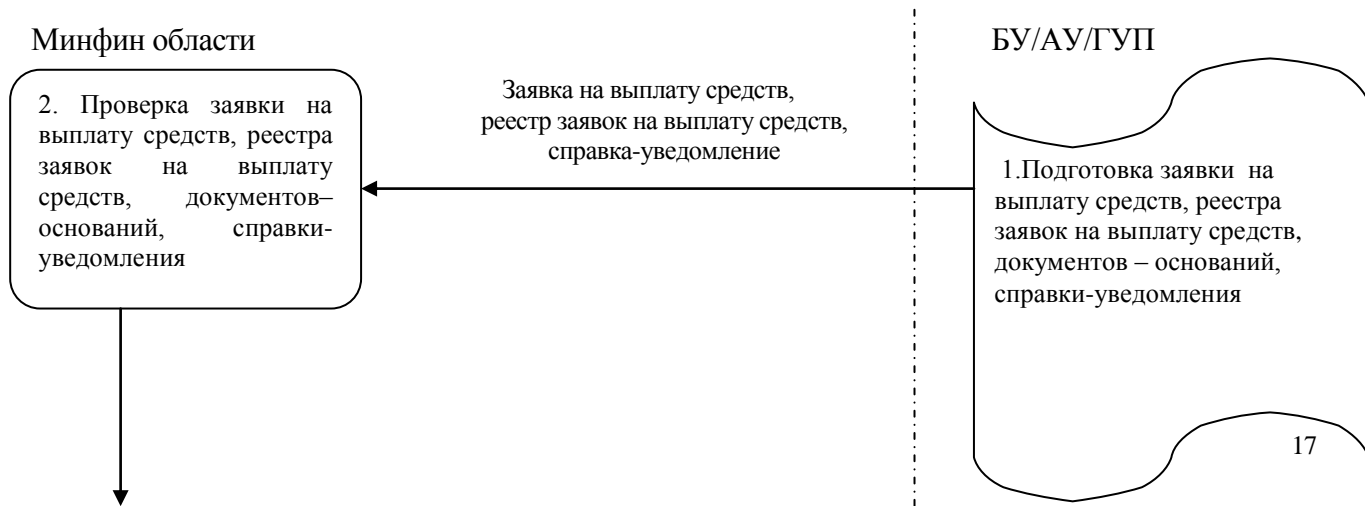 Минфин области
БУ/АУ/ГУП
2. Проверка заявки на
выплату средств, реестра
заявок на выплату
средств, документов–
оснований, справки-
уведомления
Заявка на выплату средств,
реестр заявок на выплату средств,
справка-уведомление
1.Подготовка заявки на
выплату средств, реестра
заявок на выплату средств,
документов – оснований,
справки-уведомления
17